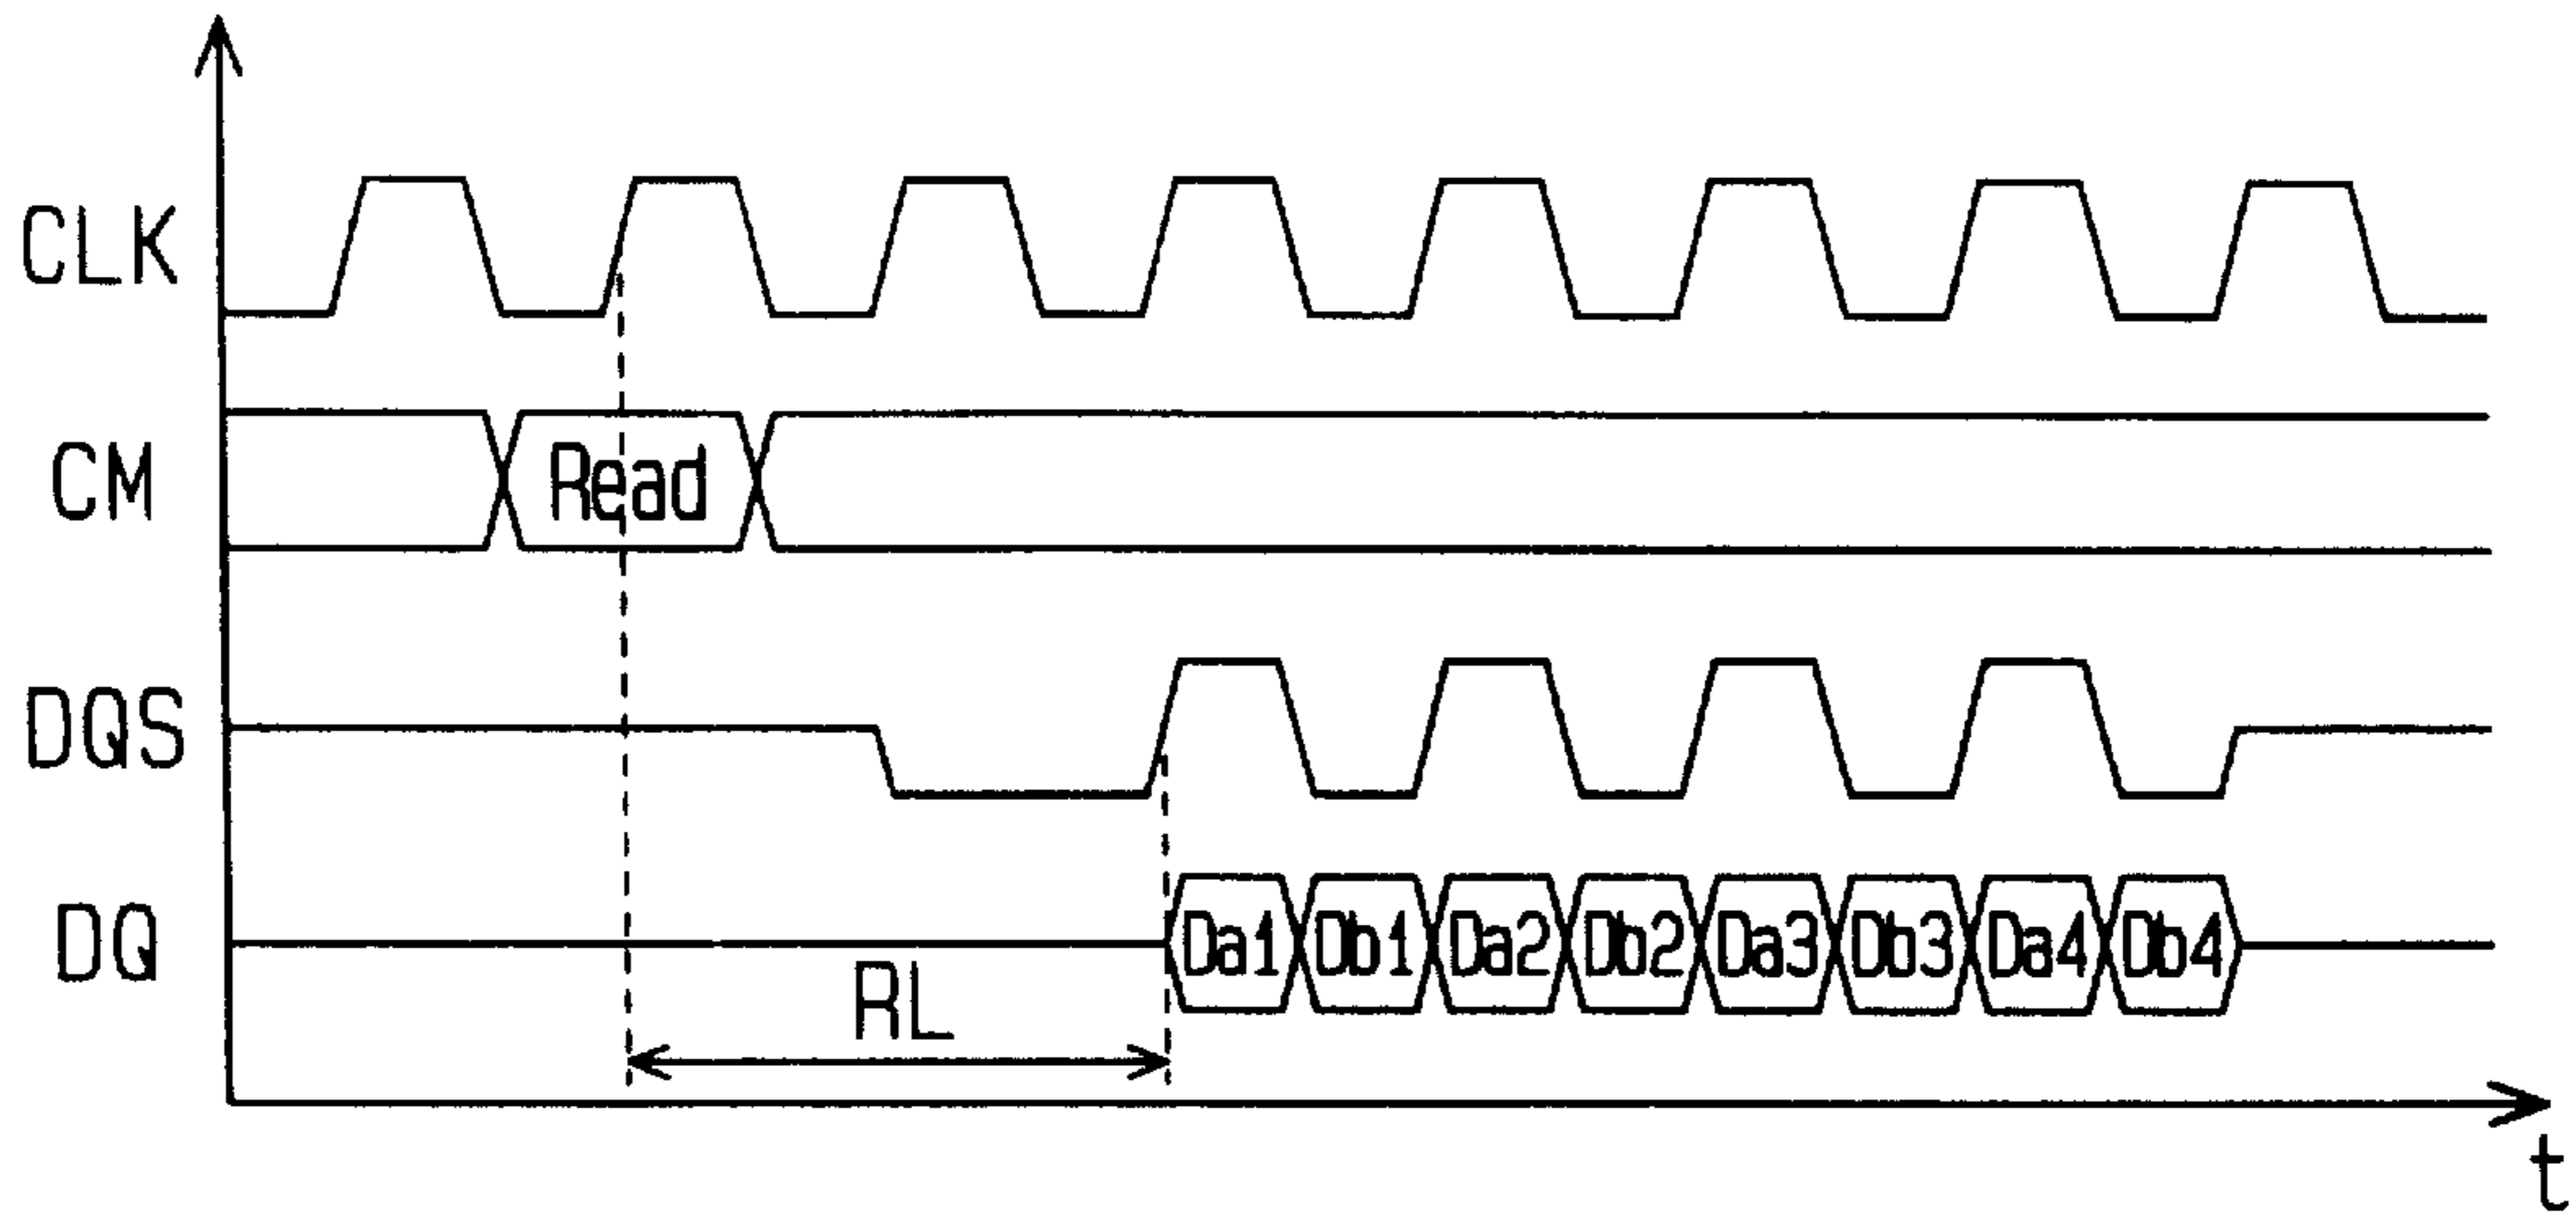 CLK
CM Read
DQS
DQ Da1 Db1 Da2 Db2 Da3 Db3 Da4 Db4
RL
t